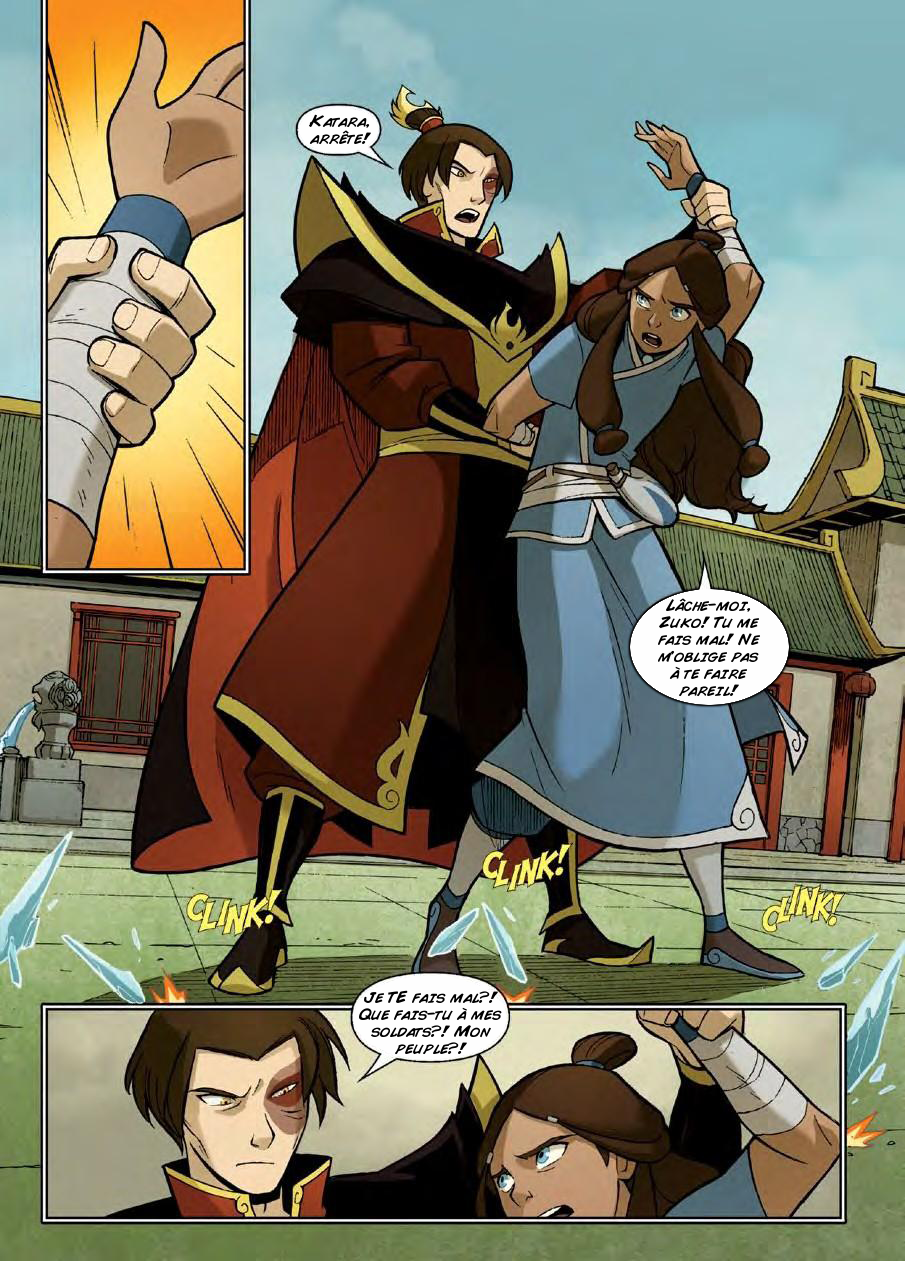 KATARA,
ARRÊTE!
LÂCHE-MOI,
ZUKO! TU ME
FAIS MAL! NE
M'OBLIGE PAS
À TE FAIRE
PAREIL!
CLINK!
CLINK!
CLINK!
JE TE FAIS MAL?!
QUE FAIS-TU À MES
SOLDATS?! MON
PEUPLE?!